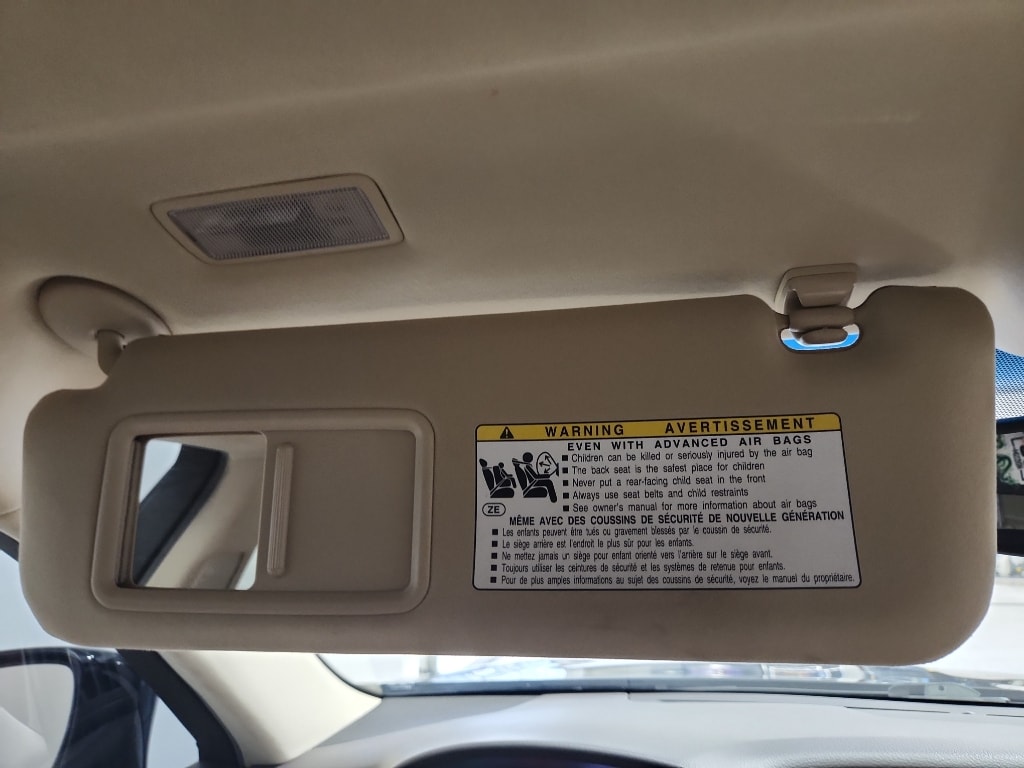 WARNING AVERTISSEMENT
EVEN WITH ADVANCED AIR BAGS
■ Children can be killed or seriously injured by the air bag
■ The back seat is the safest place for children
■ Never put a rear-facing child seat in the front
■ Always use seat belts and child restraints
■ See owner's manual for more information about air bags
ZE
MÊME AVEC DES COUSSINS DE SÉCURITÉ DE NOUVELLE GÉNÉRATION
■ Les enfants peuvent être tués ou gravement blessés par le coussin de sécurité.
■ Le siège arrière est l'endroit le plus sûr pour les enfants.
■ Ne mettez jamais un siège pour enfant orienté vers l'arrière sur le siège avant.
■ Toujours utiliser les ceintures de sécurité et les systèmes de retenue pour enfants.
■ Pour de plus amples informations au sujet des coussins de sécurité, voyez le manuel du propriétaire.